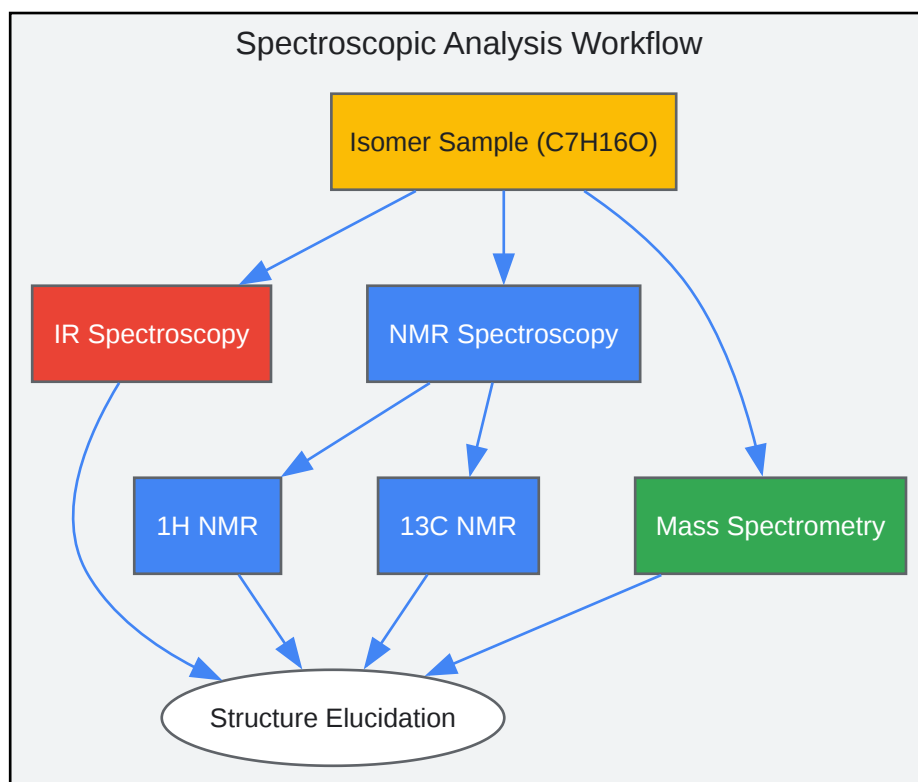 Spectroscopic Analysis Workflow
Isomer Sample (C7H16O)
IR Spectroscopy
NMR Spectroscopy
1H NMR
13C NMR
Mass Spectrometry
Structure Elucidation